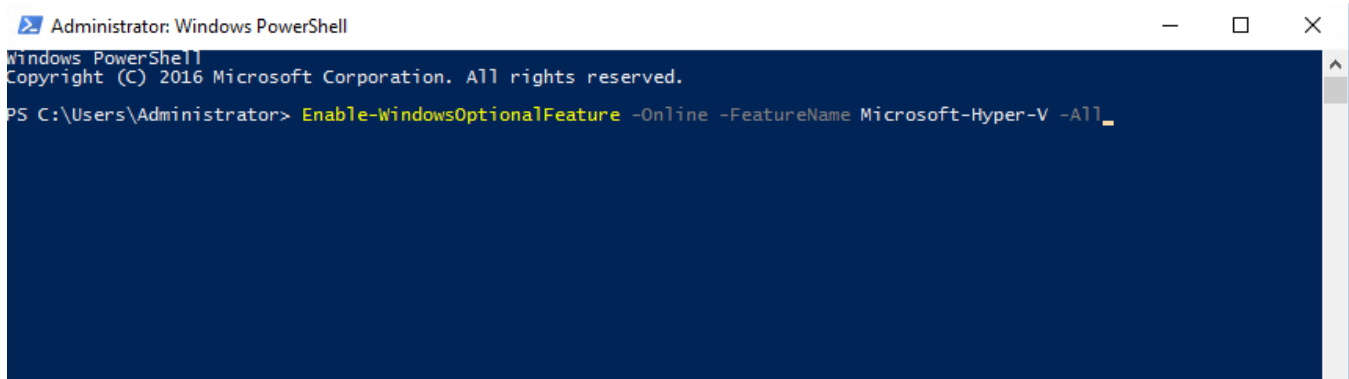 Administrator: Windows PowerShell
Windows PowerShell
Copyright (C) 2016 Microsoft Corporation. All rights reserved.
PS C:\Users\Administrator> Enable-WindowsOptionalFeature -Online -FeatureName Microsoft-Hyper-V -All